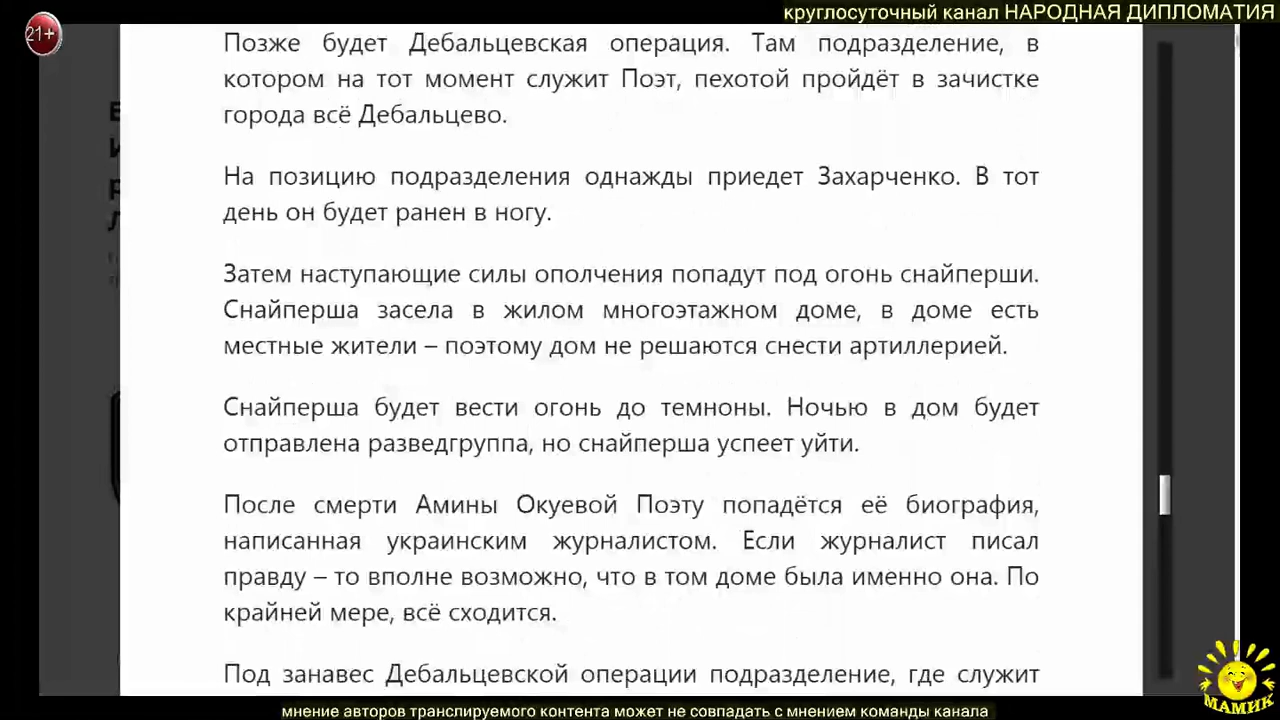 круглосуточный канал НАРОДНАЯ ДИПЛОМАТИЯ
21+
Позже будет Дебальцевская операция. Там подразделение, в
котором на тот момент служит Поэт, пехотой пройдёт в зачистке
города всё Дебальцево.
На позицию подразделения однажды приедет Захарченко. В тот
день он будет ранен в ногу.
Затем наступающие силы ополчения попадут под огонь снайперши.
Снайперша засела в жилом многоэтажном доме, в доме есть
местные жители – поэтому дом не решаются снести артиллерией.
Снайперша будет вести огонь до темноны. Ночью в дом будет
отправлена разведгруппа, но снайперша успеет уйти.
После смерти Амины Окуевой Поэту попадётся её биография,
написанная украинским журналистом. Если журналист писал
правду – то вполне возможно, что в том доме была именно она. По
крайней мере, всё сходится.
Под занавес Дебальцевской операции подразделение, где служит
МАМИК
мнение авторов транслируемого контента может не совпадать с мнением команды канала